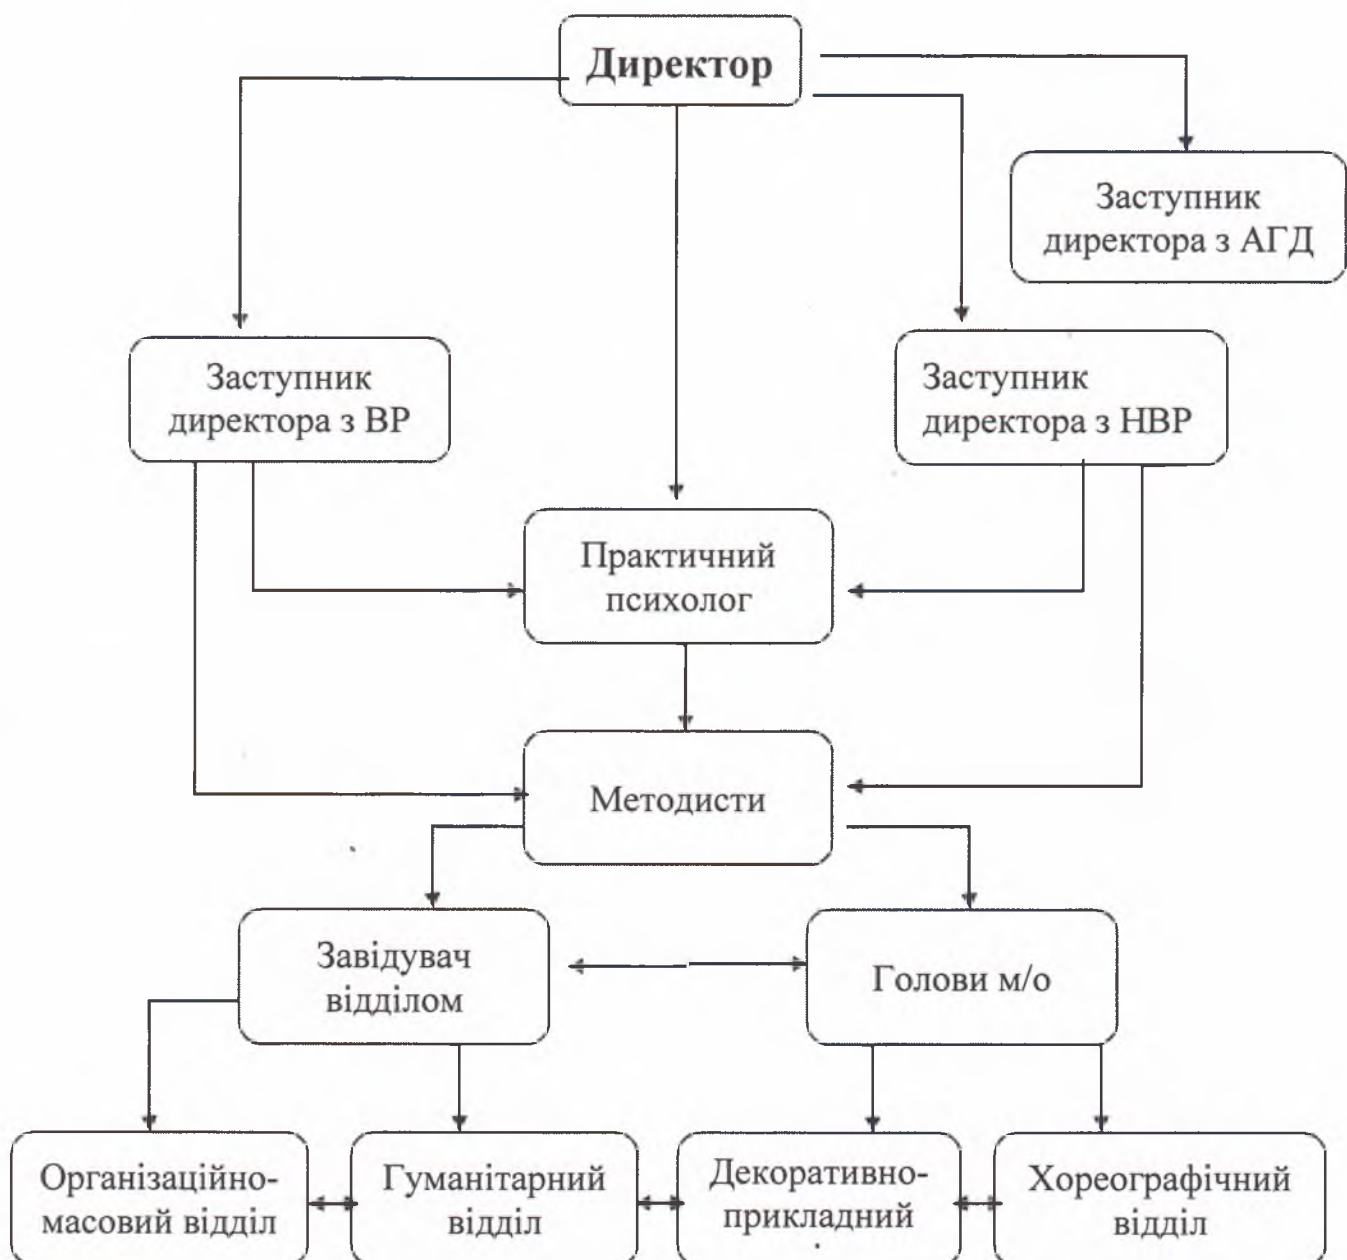 Директор
Заступник
директора з АГД
Заступник
директора з ВР
Заступник
директора з НВР
Практичний
психолог
Методисти
Завідувач
відділом
Голови м/о
Організаційно-
масовий відділ
Гуманітарний
відділ
Декоративно-
прикладний
Хореографічний
відділ